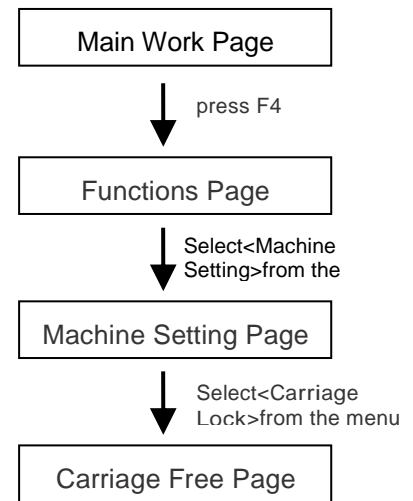 Main Work Page
press F4
Functions Page
Select<Machine
Setting>from the
Machine Setting Page
Select<Carriage
Lock>from the menu
Carriage Free Page